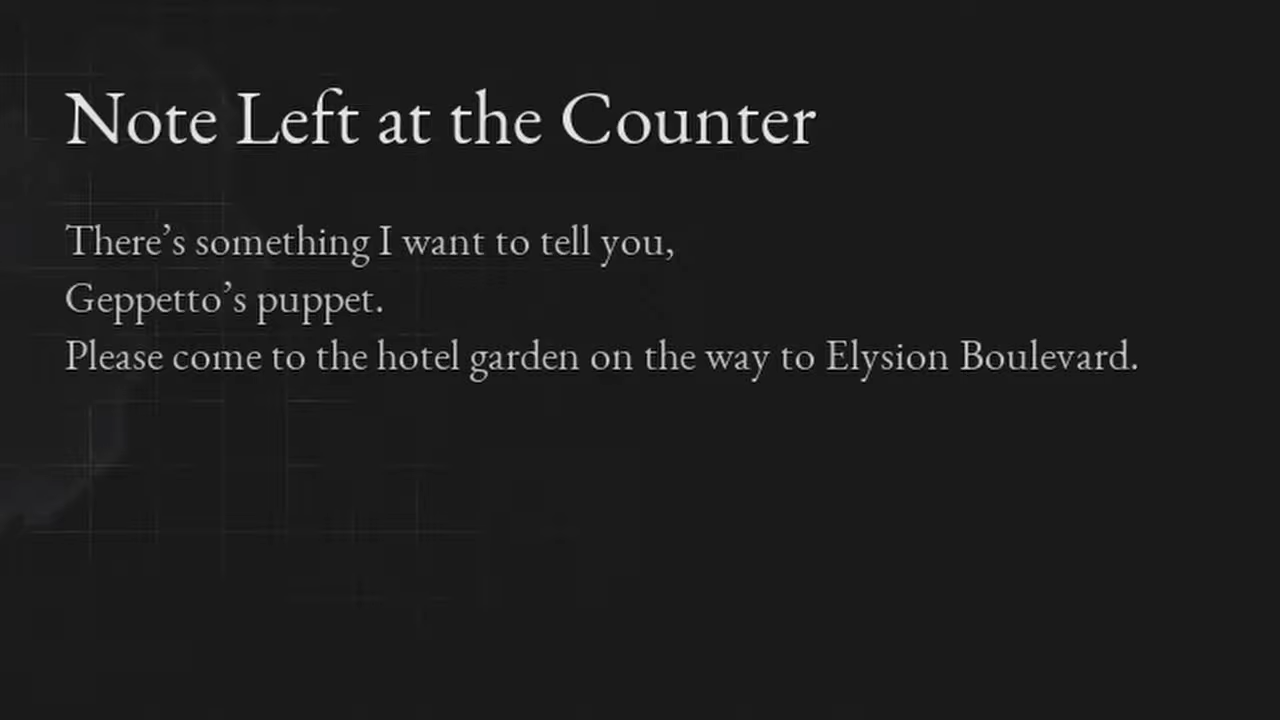 Note Left at the Counter
There’s something I want to tell you,
Geppetto’s puppet.
Please come to the hotel garden on the way to Elysion Boulevard.